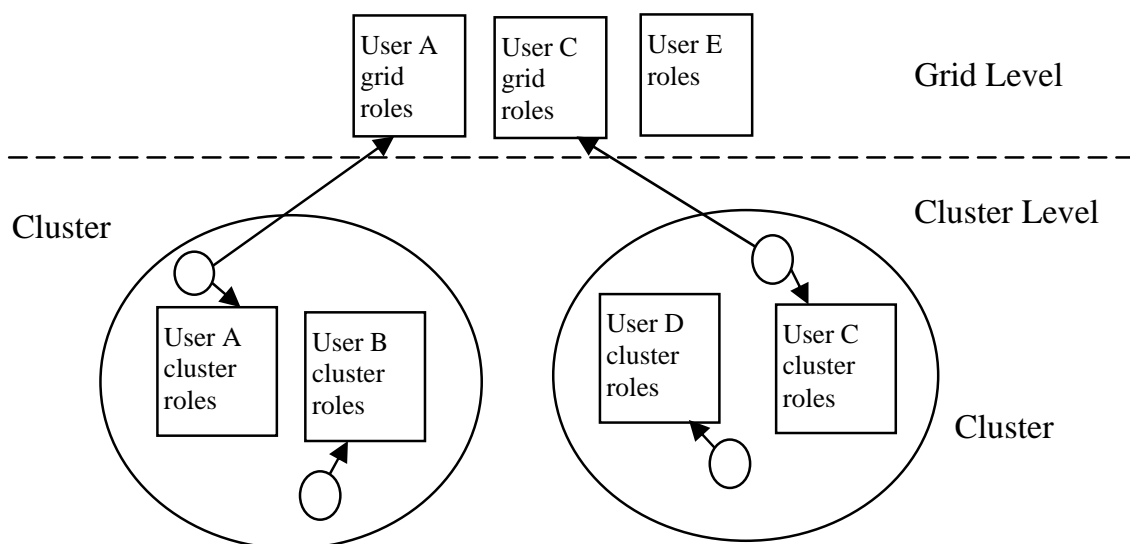 User A
grid
roles
User C
grid
roles
User E
roles
Grid Level
Cluster
Cluster Level
User A
cluster
roles
User B
cluster
roles
User D
cluster
roles
User C
cluster
roles
Cluster